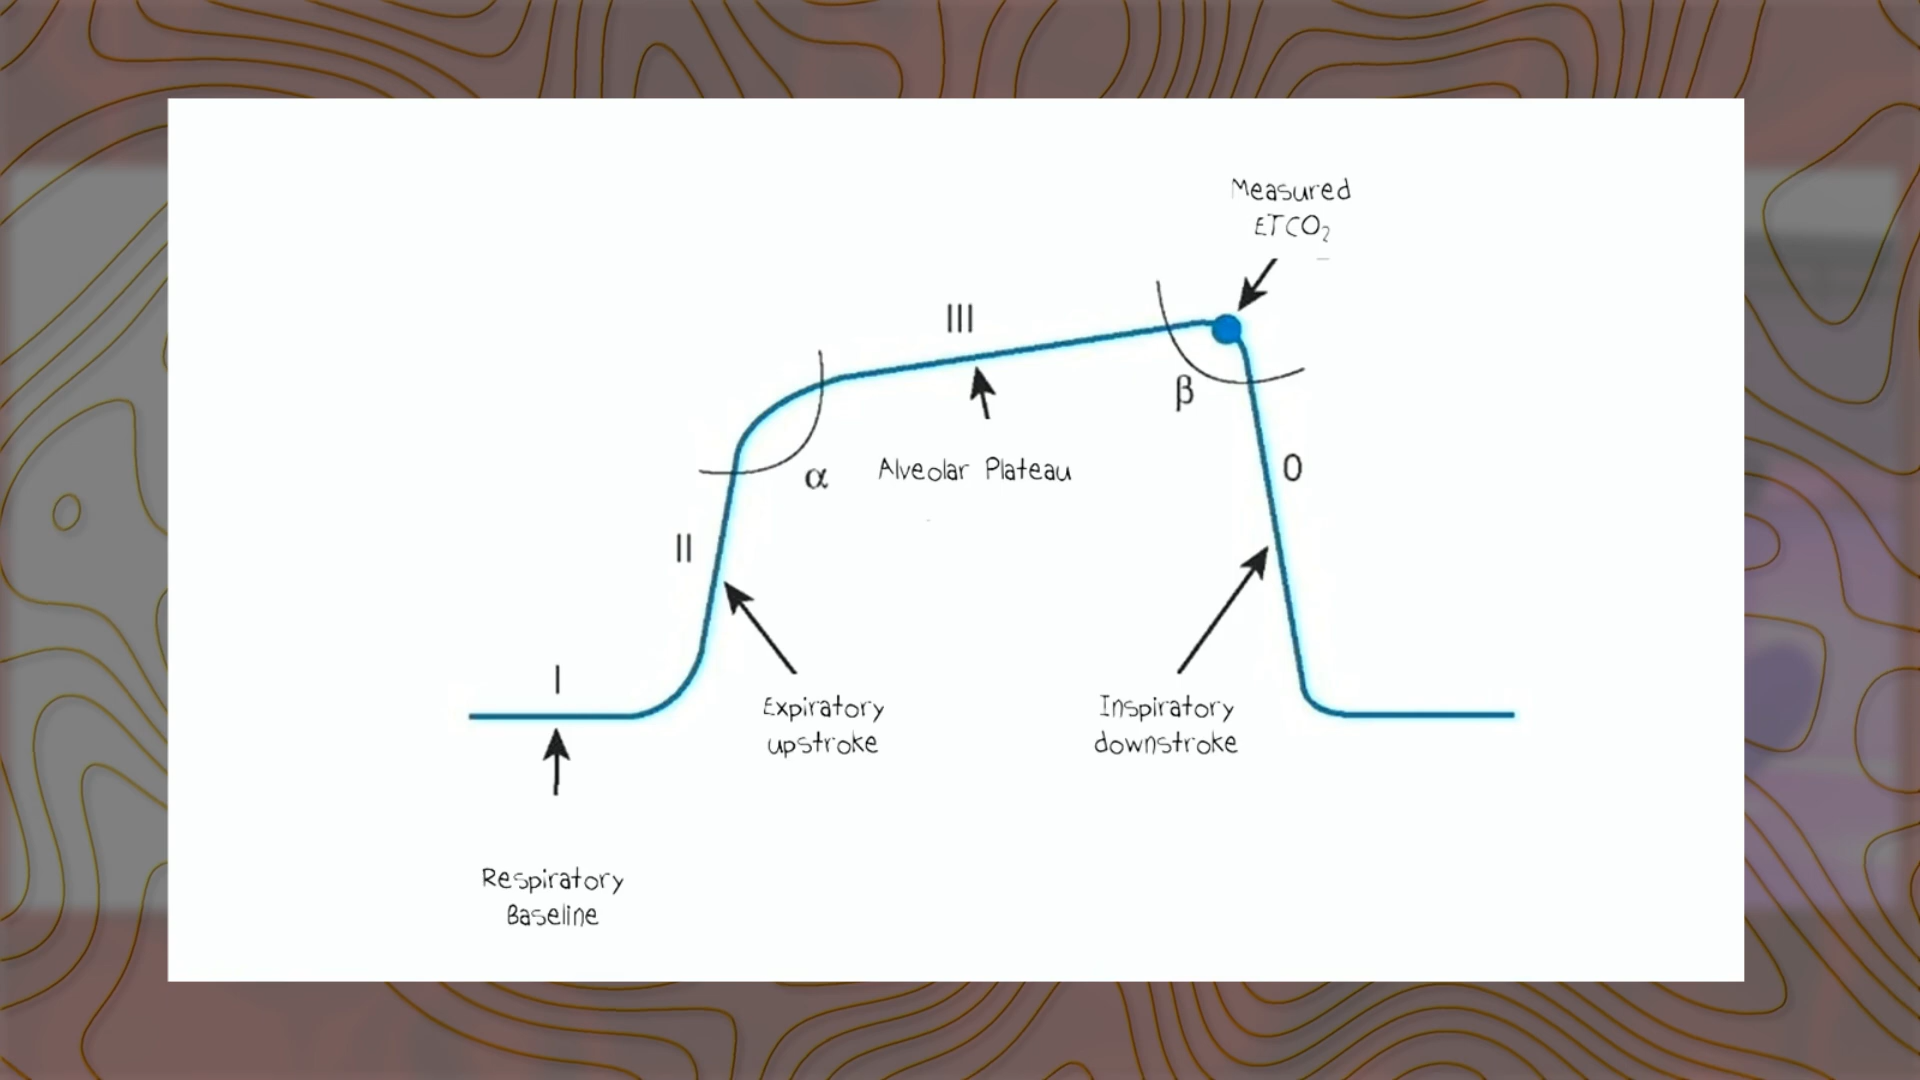 Measured
ETCO₂
III
β
α
Alveolar Plateau
0
II
I
Expiratory
upstroke
Inspiratory
downstroke
Respiratory
Baseline